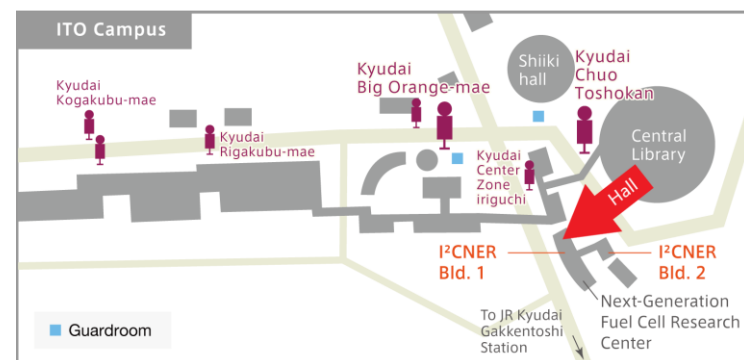 ITO Campus
Kyudai
Kogakubu-mae
Kyudai
Rigakubu-mae
Kyudai
Big Orange-mae
Shiiki
hall
Kyudai
Chuo
Toshokan
Central
Library
Kyudai
Center
Zone
iriguchi
Hall
I²CNER
Bld. 1
I²CNER
Bld. 2
Next-Generation
Fuel Cell Research
Center
To JR Kyudai
Gakkentoshi
Station
Guardroom